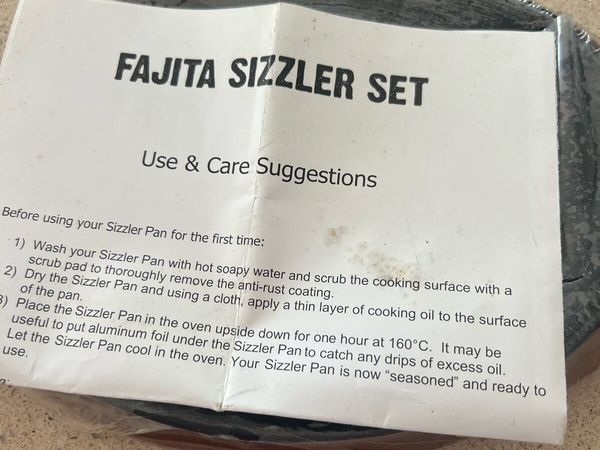 FAJITA SIZZLER SET
Use & Care Suggestions
Before using your Sizzler Pan for the first time:
1) Wash your Sizzler Pan with hot soapy water and scrub the cooking surface with a
scrub pad to thoroughly remove the anti-rust coating.
2) Dry the Sizzler Pan and using a cloth, apply a thin layer of cooking oil to the surface
of the pan.
3) Place the Sizzler Pan in the oven upside down for one hour at 160°C. It may be
useful to put aluminum foil under the Sizzler Pan to catch any drips of excess oil.
Let the Sizzler Pan cool in the oven. Your Sizzler Pan is now “seasoned” and ready to
use.